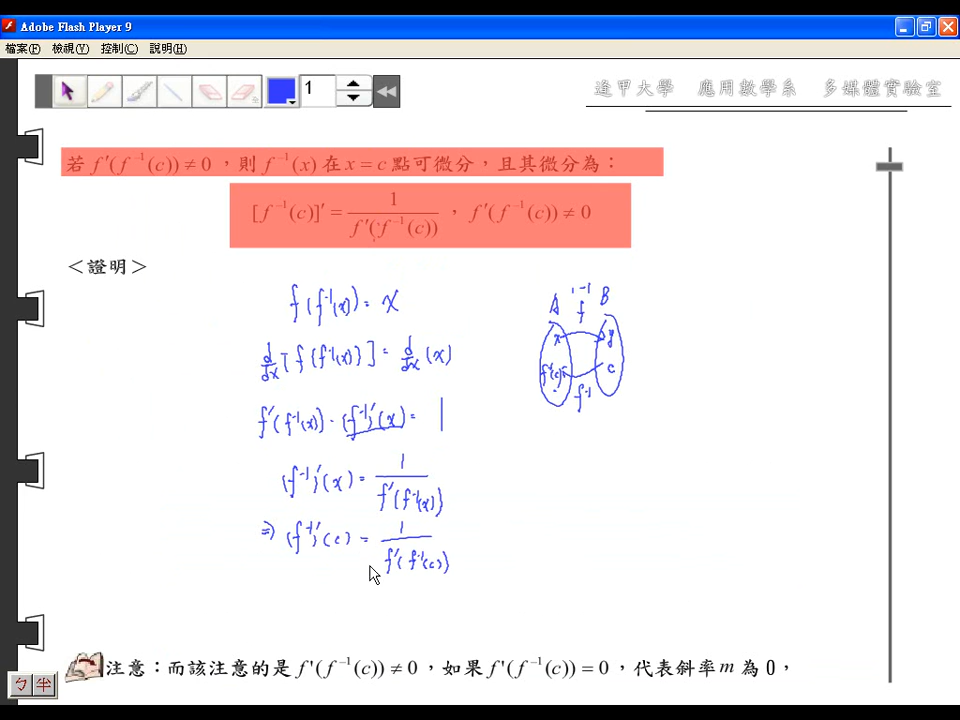 Adobe Flash Player 9
檔案(F) 檢視(V) 控制(C) 說明(H)
1
逢甲大學 應用數學系 多媒體實驗室
若 f′(f⁻¹(c)) ≠ 0，則 f⁻¹(x) 在 x = c 點可微分，且其微分為：
[f⁻¹(c)]′ = 1 / f′(f⁻¹(c))，f′(f⁻¹(c)) ≠ 0
＜證明＞
f(f⁻¹(x)) = x
d/dx [f(f⁻¹(x))] = d/dx (x)
f′(f⁻¹(x)) · (f⁻¹)′(x) = 1
(f⁻¹)′(x) = 1 / f′(f⁻¹(x))
⇒ (f⁻¹)′(c) = 1 / f′(f⁻¹(c))
A f B
x y
f⁻¹(c) c
f⁻¹
注意：而該注意的是 f'(f⁻¹(c)) ≠ 0，如果 f'(f⁻¹(c)) = 0，代表斜率 m 為 0，
ㄅ 半